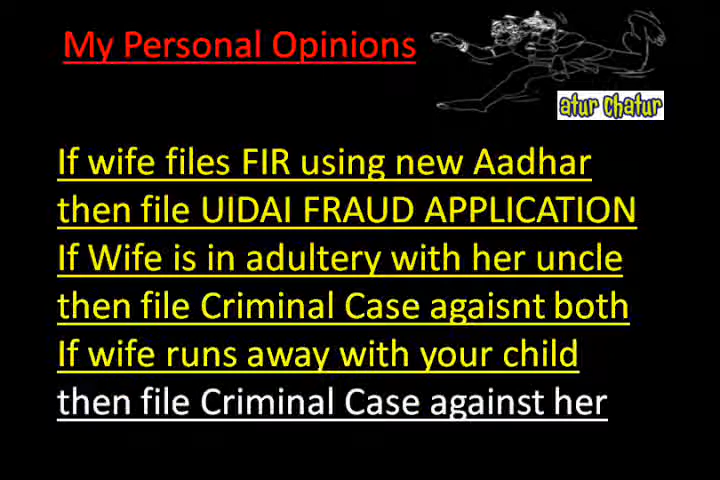 My Personal Opinions
atur chatur
If wife files FIR using new Aadhar
then file UIDAI FRAUD APPLICATION
If Wife is in adultery with her uncle
then file Criminal Case agaisnt both
If wife runs away with your child
then file Criminal Case against her